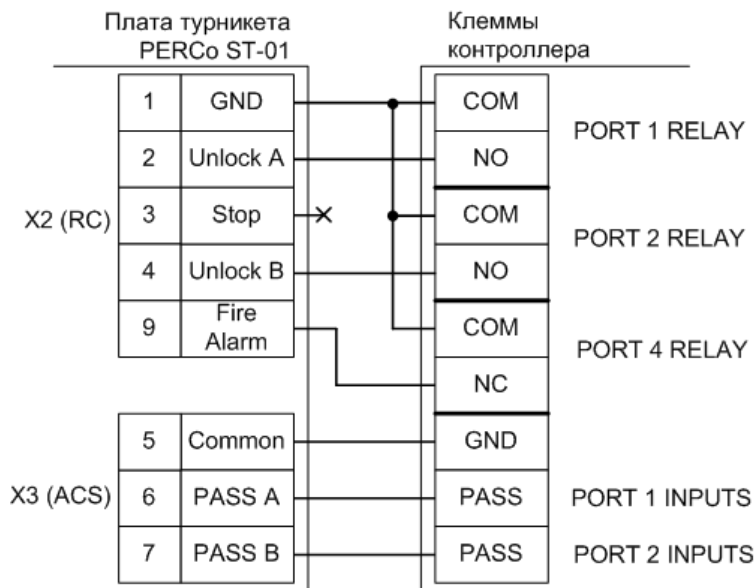 Плата турникета
PERCo ST-01
Клеммы
контроллера
X2 (RC)
1 GND
2 Unlock A
3 Stop
4 Unlock B
9 Fire
Alarm
COM
NO
PORT 1 RELAY
COM
NO
PORT 2 RELAY
COM
NC
PORT 4 RELAY
X3 (ACS)
5 Common
6 PASS A
7 PASS B
GND
PASS PORT 1 INPUTS
PASS PORT 2 INPUTS